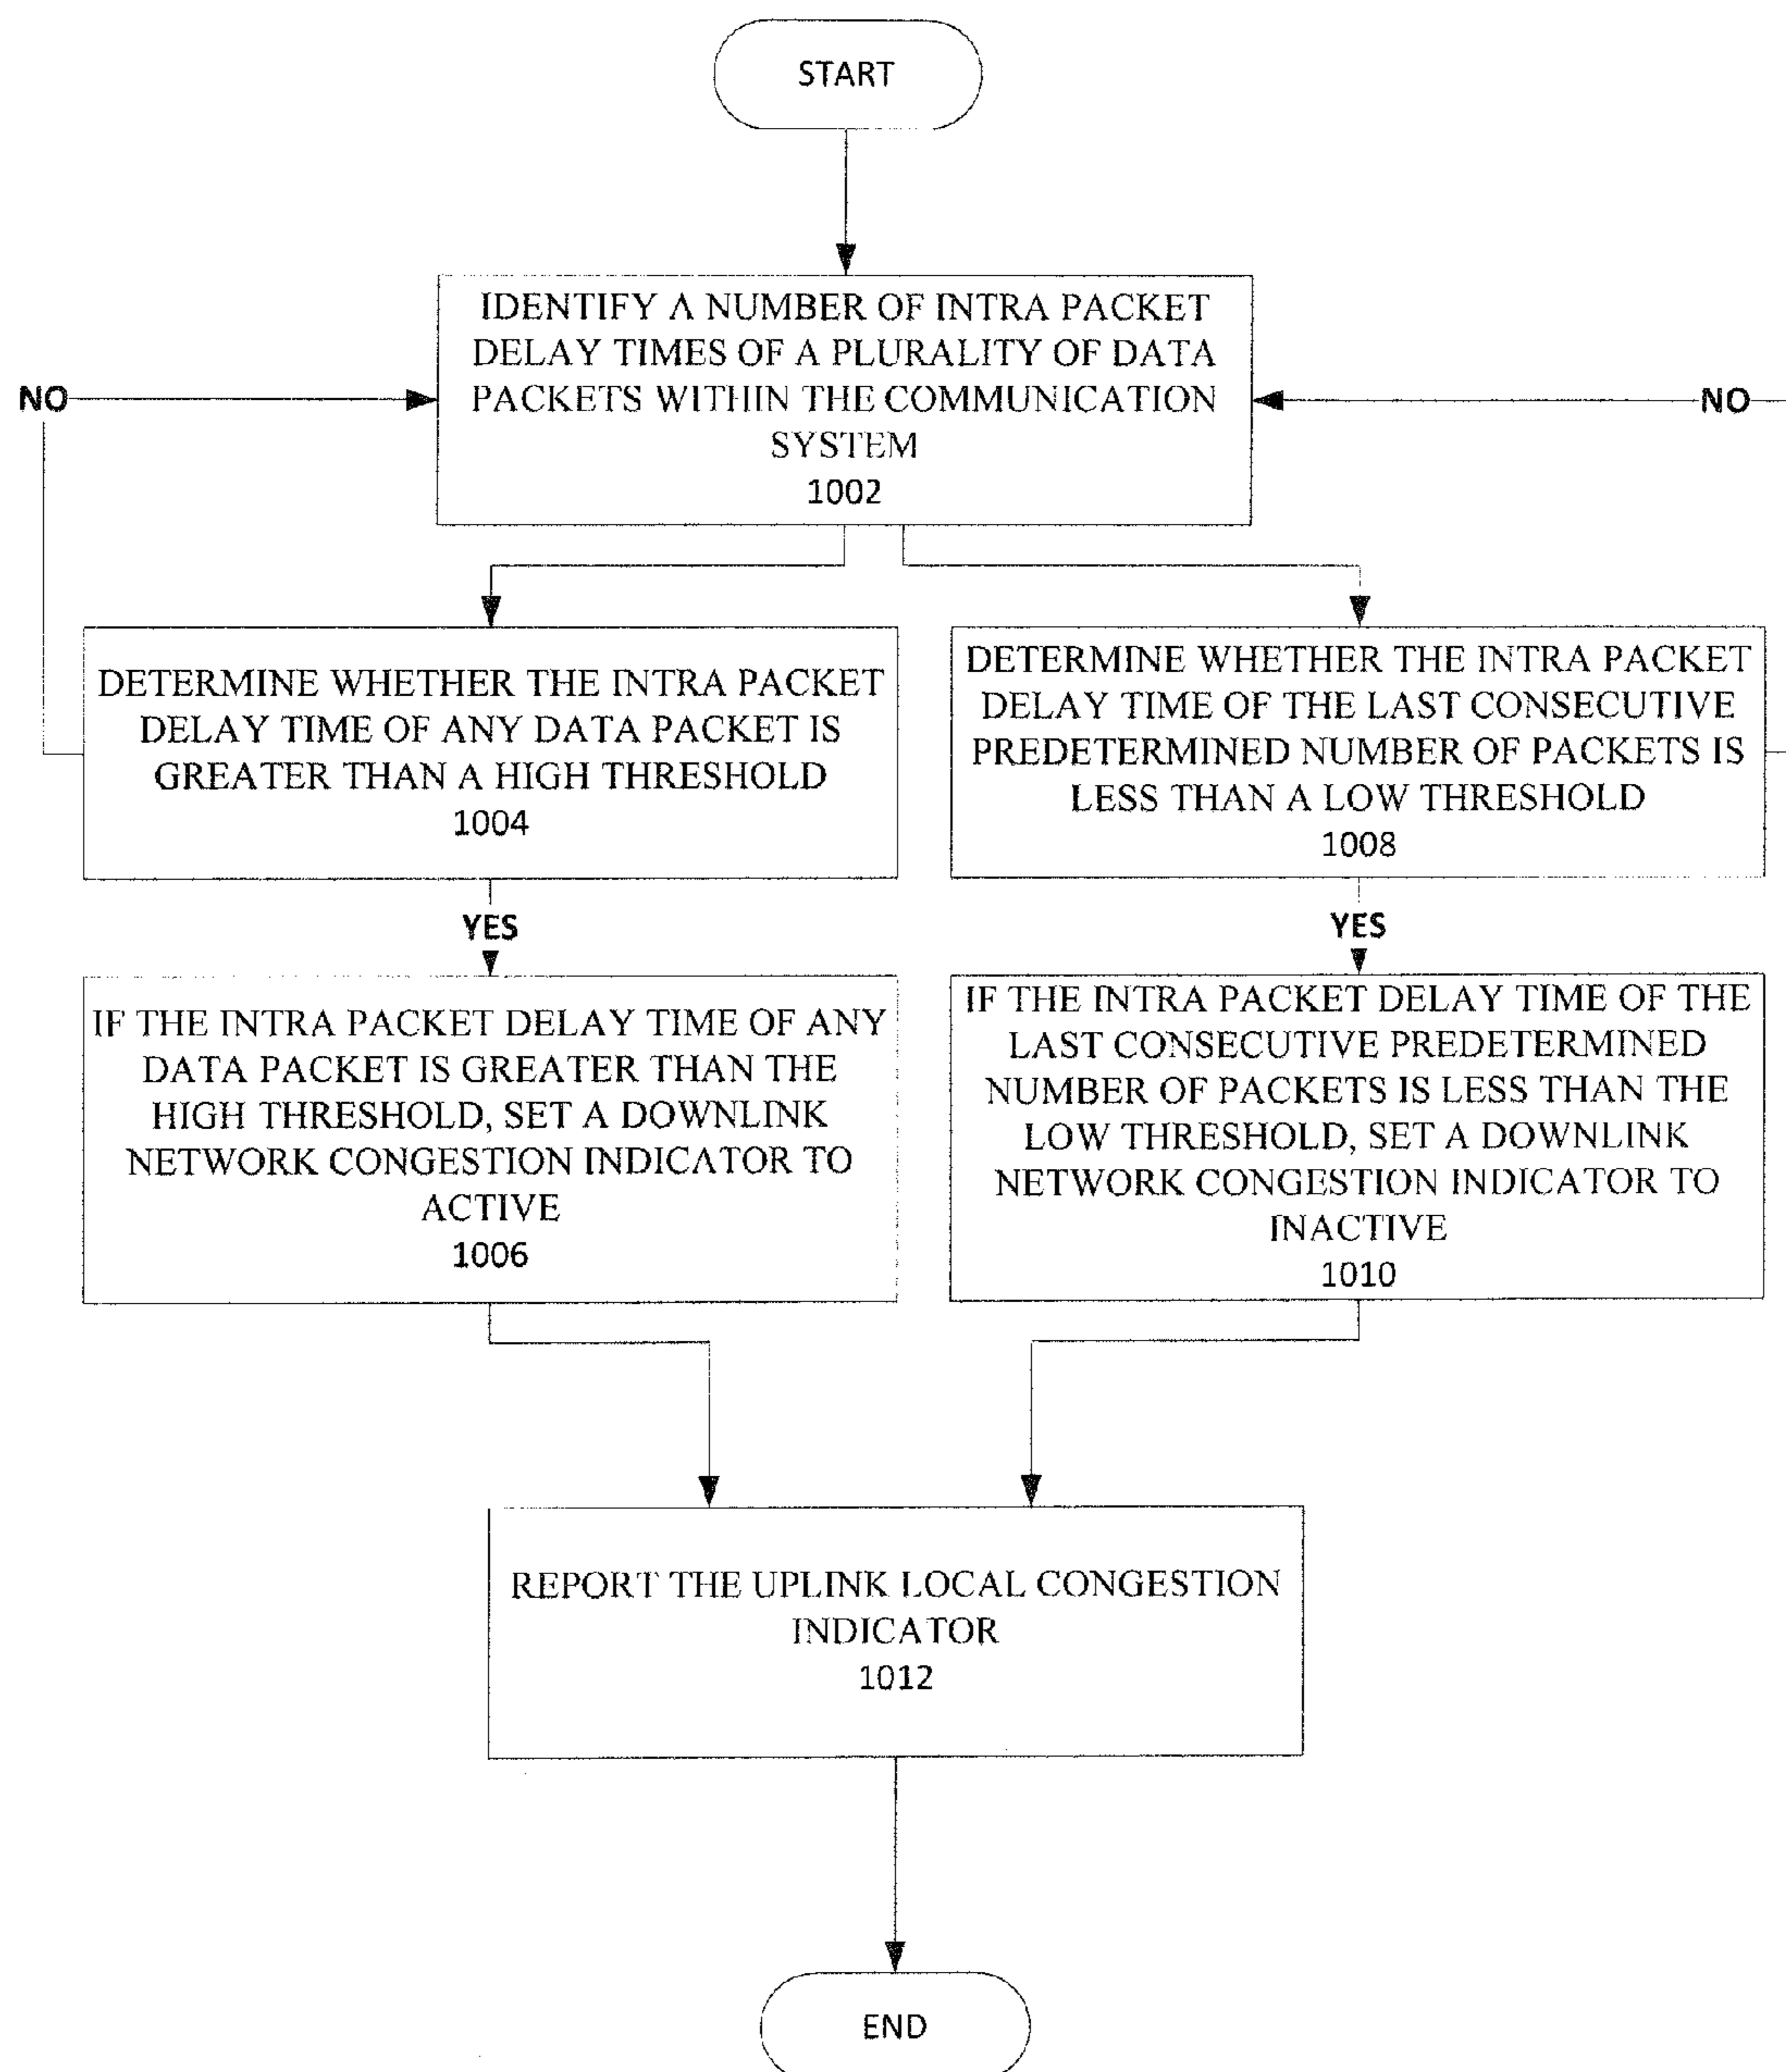 START
IDENTIFY A NUMBER OF INTRA PACKET
DELAY TIMES OF A PLURALITY OF DATA
PACKETS WITHIN THE COMMUNICATION
SYSTEM
1002
NO
NO
DETERMINE WHETHER THE INTRA PACKET
DELAY TIME OF ANY DATA PACKET IS
GREATER THAN A HIGH THRESHOLD
1004
DETERMINE WHETHER THE INTRA PACKET
DELAY TIME OF THE LAST CONSECUTIVE
PREDETERMINED NUMBER OF PACKETS IS
LESS THAN A LOW THRESHOLD
1008
YES
YES
IF THE INTRA PACKET DELAY TIME OF ANY
DATA PACKET IS GREATER THAN THE
HIGH THRESHOLD, SET A DOWNLINK
NETWORK CONGESTION INDICATOR TO
ACTIVE
1006
IF THE INTRA PACKET DELAY TIME OF THE
LAST CONSECUTIVE PREDETERMINED
NUMBER OF PACKETS IS LESS THAN THE
LOW THRESHOLD, SET A DOWNLINK
NETWORK CONGESTION INDICATOR TO
INACTIVE
1010
REPORT THE UPLINK LOCAL CONGESTION
INDICATOR
1012
END